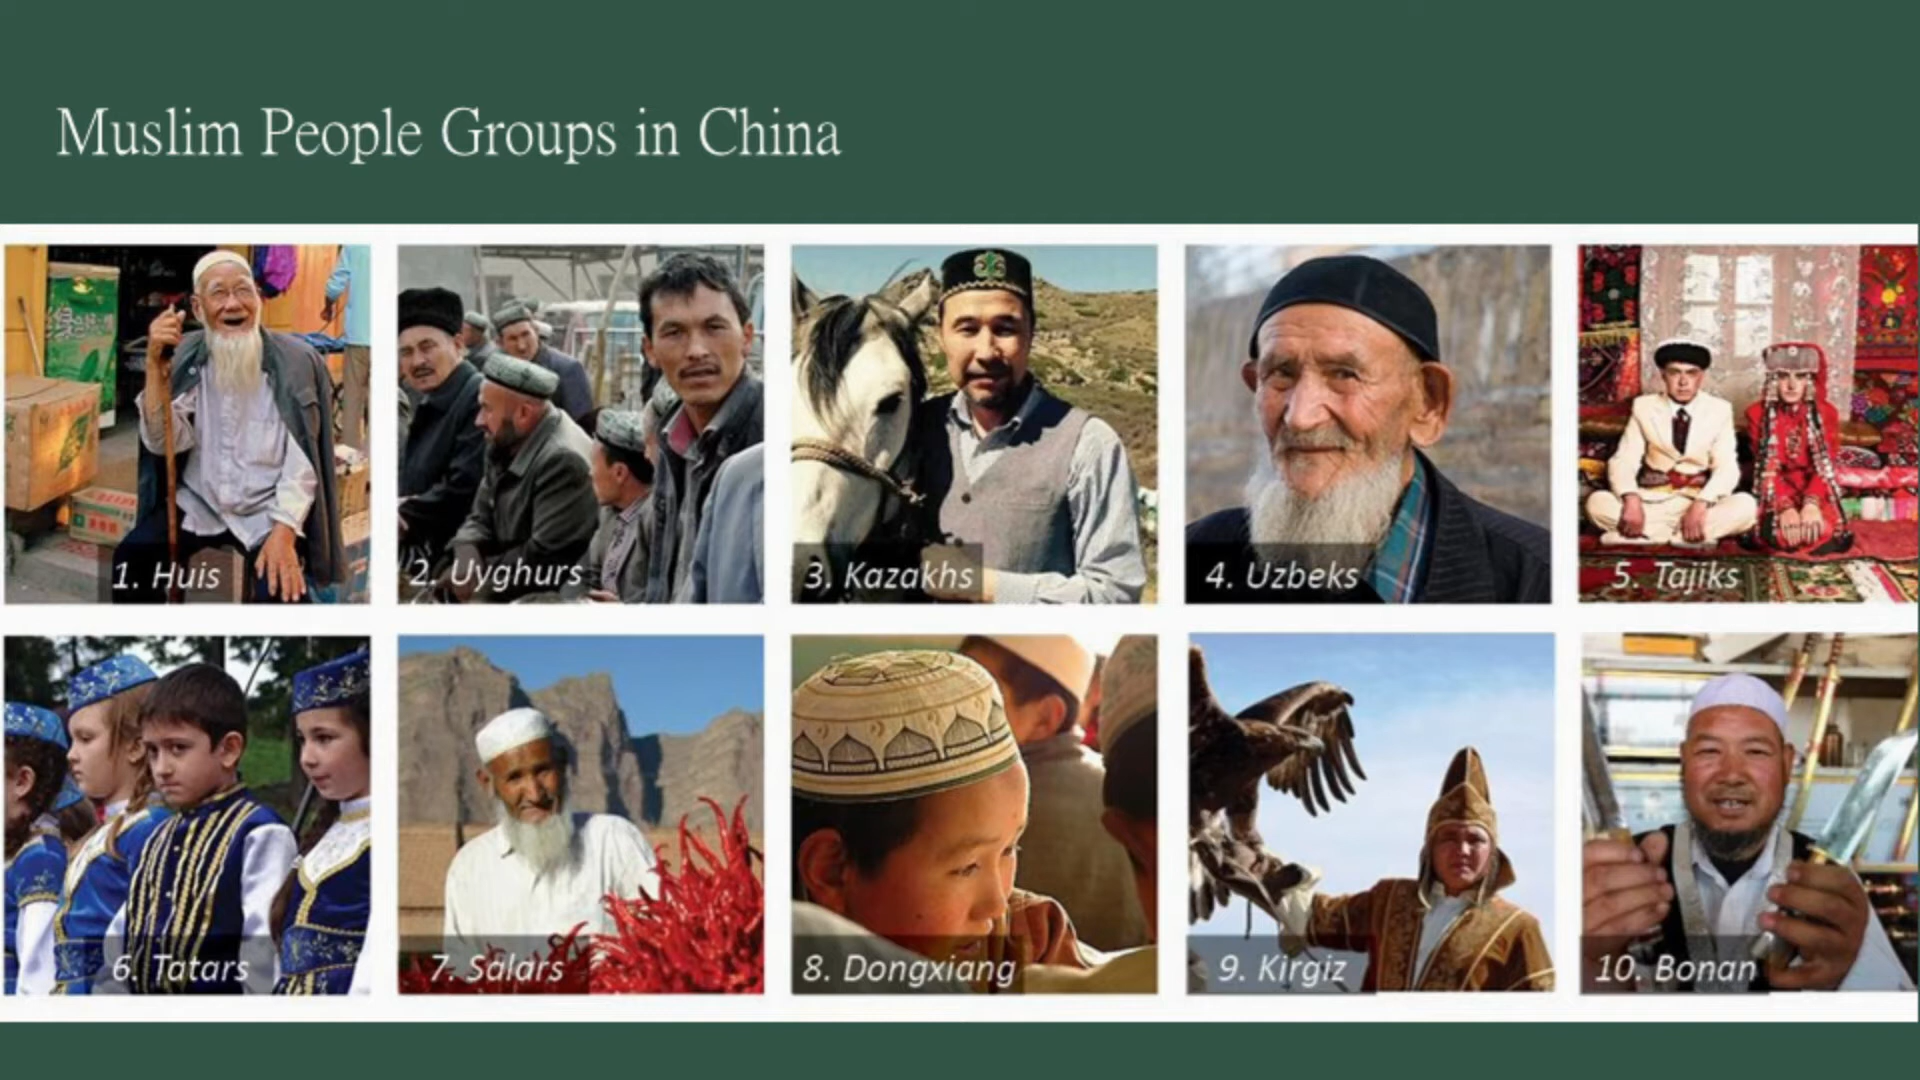 Muslim People Groups in China
1. Huis
2. Uyghurs
3. Kazakhs
4. Uzbeks
5. Tajiks
6. Tatars
7. Salars
8. Dongxiang
9. Kirgiz
10. Bonan